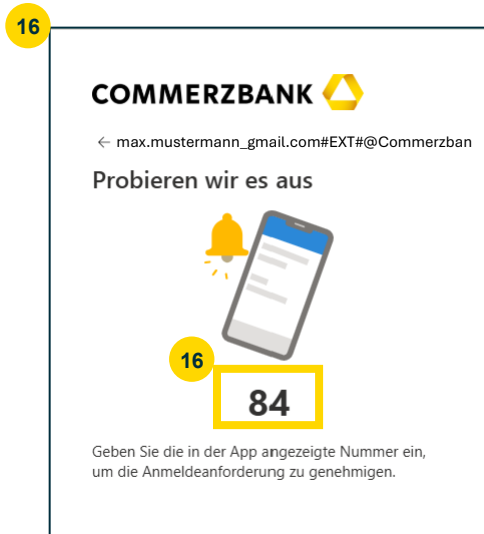 16
COMMERZBANK
← max.mustermann_gmail.com#EXT#@Commerzban
Probieren wir es aus
16
84
Geben Sie die in der App angezeigte Nummer ein,
um die Anmeldeanforderung zu genehmigen.